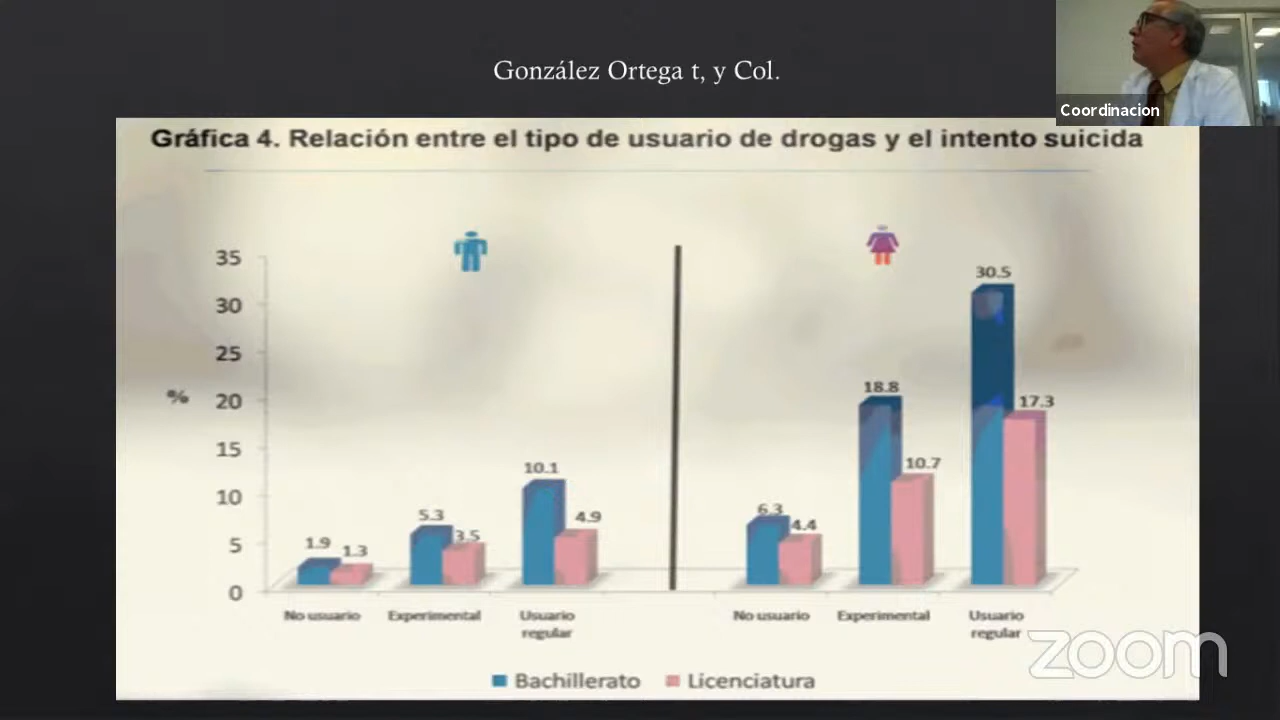 González Ortega t, y Col.
Coordinacion
Gráfica 4. Relación entre el tipo de usuario de drogas y el intento suicida
35
30
25
% 20
15
10
5
0
1.9 1.3
5.3 3.5
10.1 4.9
6.3 4.4
18.8 10.7
30.5 17.3
No usuario Experimental Usuario
regular
No usuario Experimental Usuario
regular
Bachillerato Licenciatura
zoom